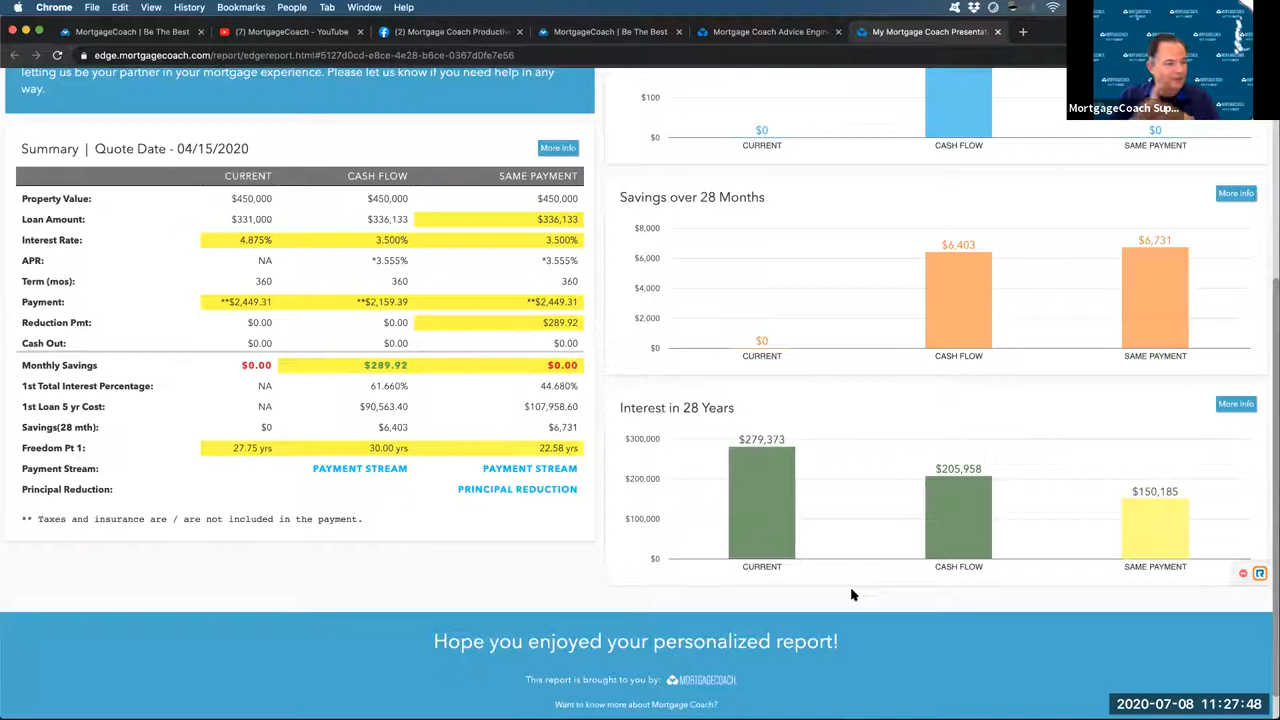 Chrome File Edit View History Bookmarks People Tab Window Help
MortgageCoach | Be The Best
(7) MortgageCoach - YouTube
(2) Mortgage Coach Productiv
MortgageCoach | Be The Best
Mortgage Coach Advice Engin
My Mortgage Coach Presentat
edge.mortgagecoach.com
MortgageCoach Sup...
letting us be your partner in your mortgage experience. Please let us know if you need help in any
way.
Summary | Quote Date - 04/15/2020
More Info
CURRENT CASH FLOW SAME PAYMENT
Property Value: $450,000 $450,000 $450,000
Loan Amount: $331,000 $336,133 $336,133
Interest Rate: 4.875% 3.500% 3.500%
APR: NA *3.555% *3.555%
Term (mos): 360 360 360
Payment: **$2,449.31 **$2,159.39 **$2,449.31
Reduction Pmt: $0.00 $0.00 $289.92
Cash Out: $0.00 $0.00 $0.00
Monthly Savings $0.00 $289.92 $0.00
1st Total Interest Percentage: NA 61.660% 44.680%
1st Loan 5 yr Cost: NA $90,563.40 $107,958.60
Savings(28 mth): $0 $6,403 $6,731
Freedom Pt 1: 27.75 yrs 30.00 yrs 22.58 yrs
Payment Stream: PAYMENT STREAM PAYMENT STREAM
Principal Reduction: PRINCIPAL REDUCTION
** Taxes and insurance are / are not included in the payment.
$100
$0 $0 $0
CURRENT CASH FLOW SAME PAYMENT
Savings over 28 Months
More Info
$8,000
$6,000
$4,000
$2,000
$0
$0 $6,403 $6,731
CURRENT CASH FLOW SAME PAYMENT
Interest in 28 Years
More Info
$300,000
$200,000
$100,000
$0
$279,373 $205,958 $150,185
CURRENT CASH FLOW SAME PAYMENT
Hope you enjoyed your personalized report!
This report is brought to you by: MORTGAGECOACH
Want to know more about Mortgage Coach?
2020-07-08 11:27:48